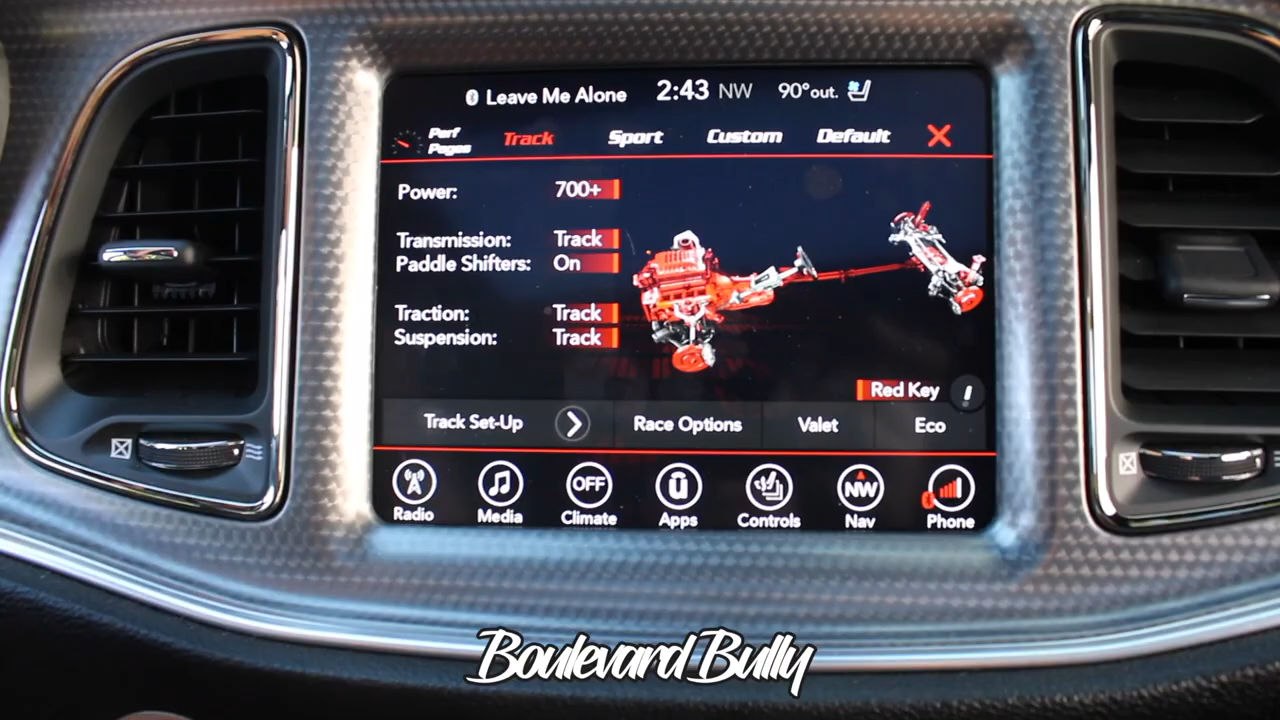 Leave Me Alone 2:43 NW 90°out.
Perf Pages Track Sport Custom Default X
Power: 700+
Transmission: Track
Paddle Shifters: On
Traction: Track
Suspension: Track
Red Key
Track Set-Up Race Options Valet Eco
OFF NW
Radio Media Climate Apps Controls Nav Phone
Boulevard Bully